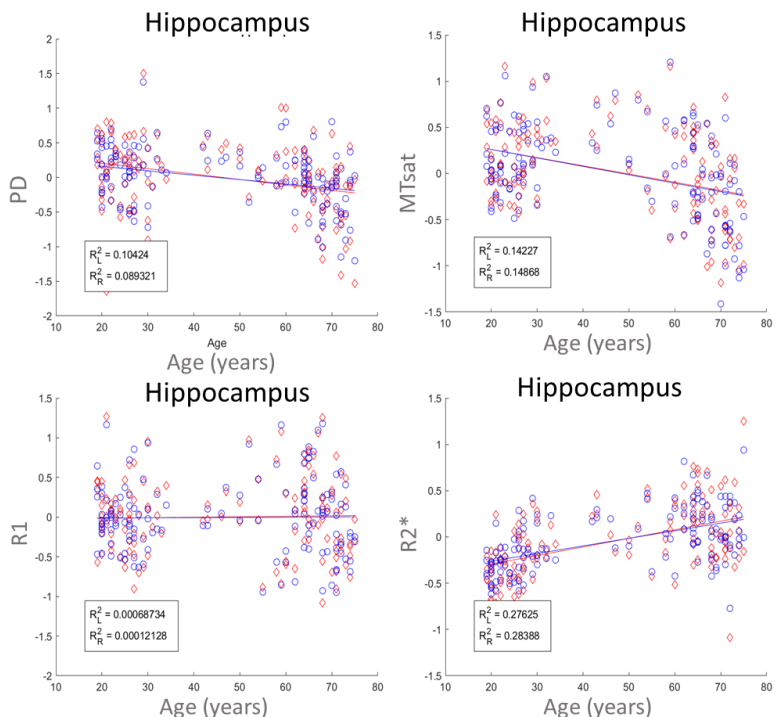 Hippocampus
2
1.5
1
0.5
0
-0.5
-1
-1.5
-2
PD
R²L = 0.10424
R²R = 0.089321
10 20 30 40 50 60 70 80
Age
Age (years)
Hippocampus
1.5
1
0.5
0
-0.5
-1
-1.5
MTsat
R²L = 0.14227
R²R = 0.14868
10 20 30 40 50 60 70 80
Age (years)
Hippocampus
1.5
1
0.5
0
-0.5
-1
1.5
-2
R1
R²L = 0.00068734
R²R = 0.00012128
10 20 30 40 50 60 70 80
Age (years)
Hippocampus
1.5
1
0.5
0
-0.5
-1
-1.5
R2*
R²L = 0.27625
R²R = 0.28388
10 20 30 40 50 60 70 80
Age (years)